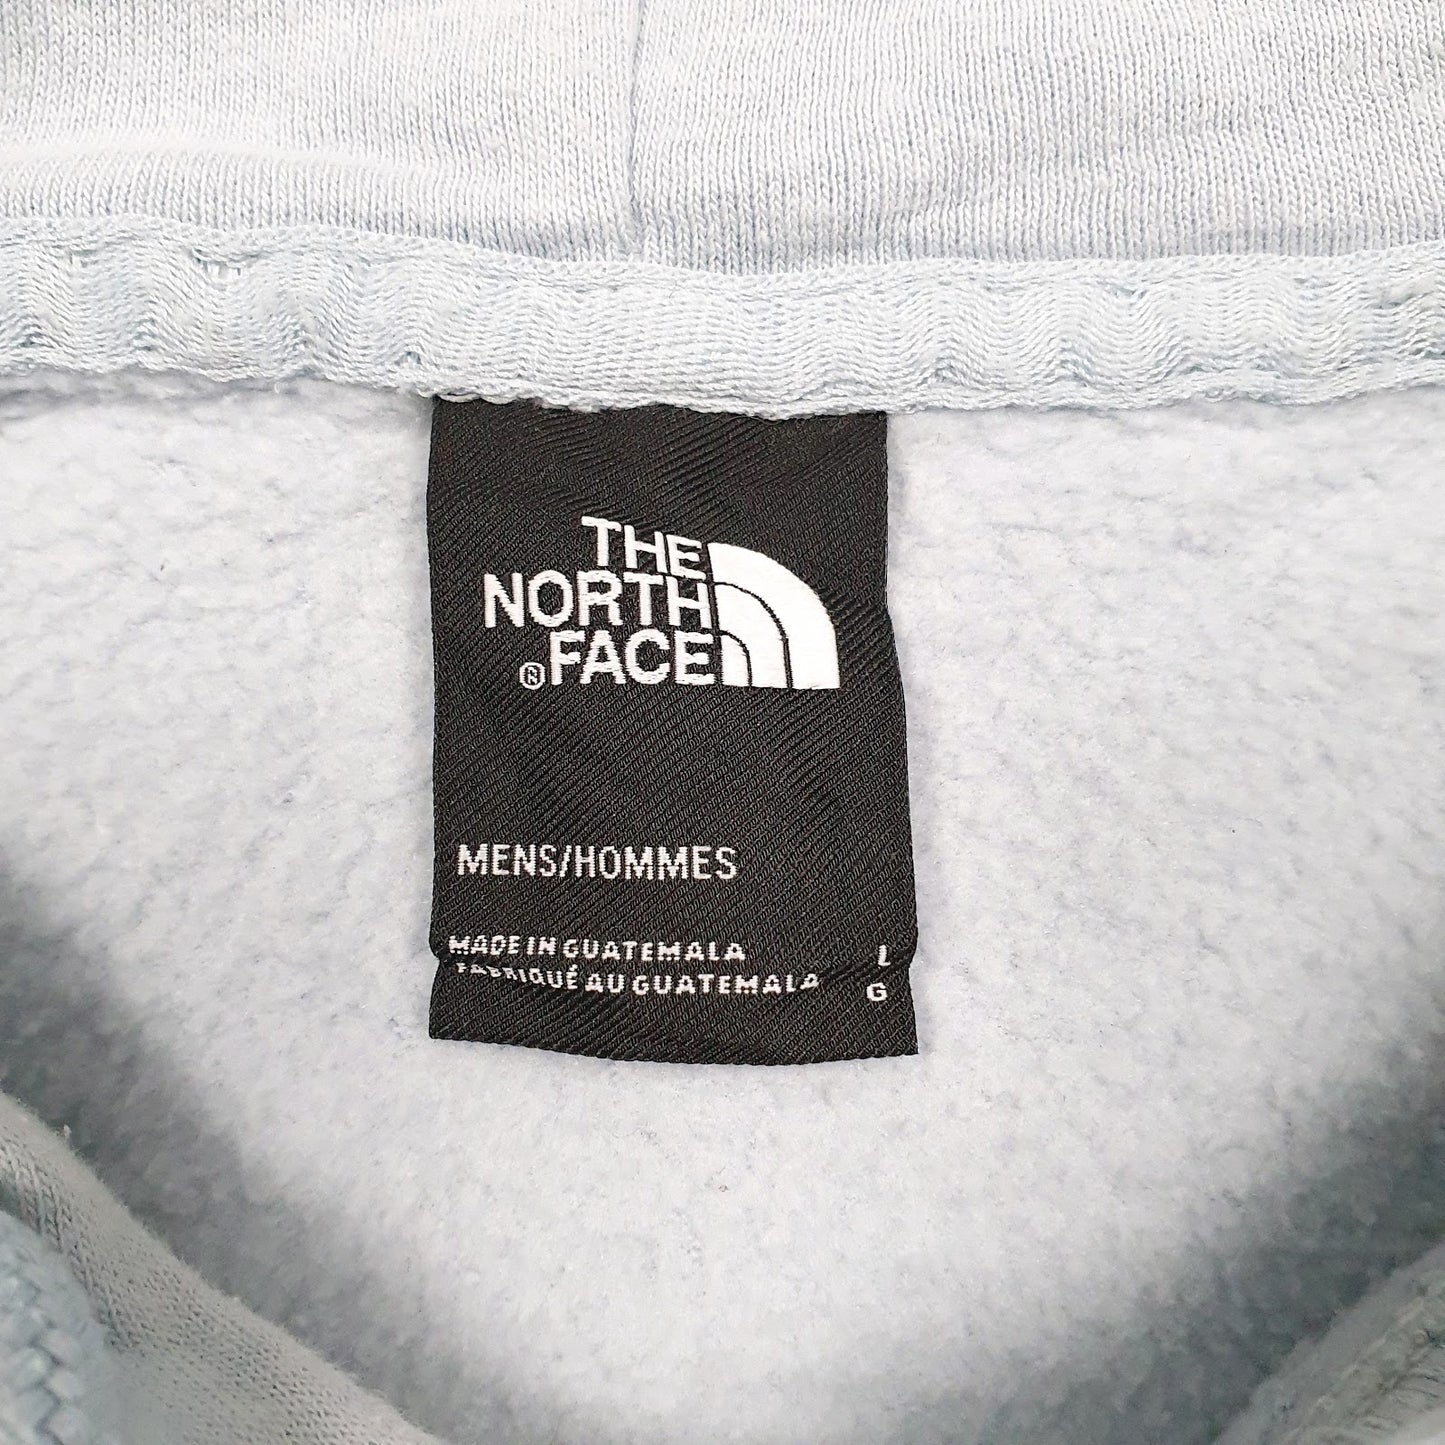 THE
NORTH
®FACE
MENS/HOMMES
MADE IN GUATEMALA L
FABRIQUÉ AU GUATEMALA G